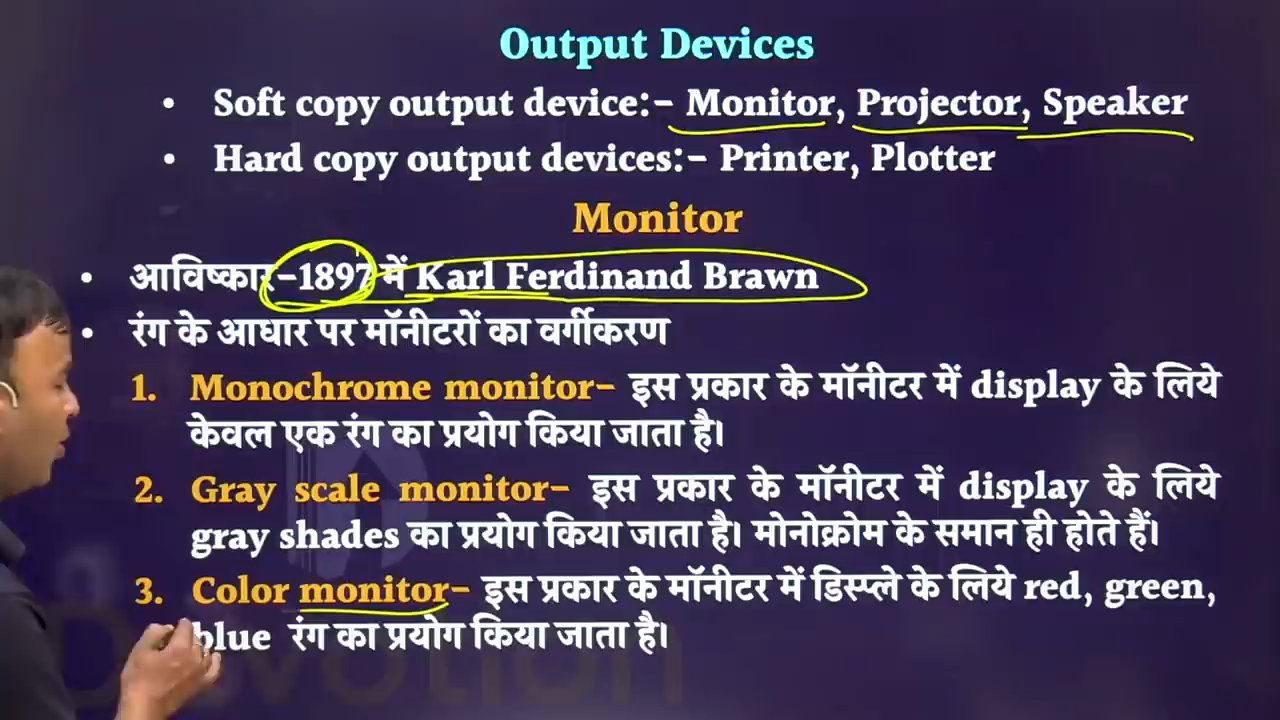 Output Devices
• Soft copy output device:- Monitor, Projector, Speaker
• Hard copy output devices:- Printer, Plotter
Monitor
• आविष्कार-1897 में Karl Ferdinand Brawn
• रंग के आधार पर मॉनीटरों का वर्गीकरण
1. Monochrome monitor- इस प्रकार के मॉनीटर में display के लिये
केवल एक रंग का प्रयोग किया जाता है।
2. Gray scale monitor- इस प्रकार के मॉनीटर में display के लिये
gray shades का प्रयोग किया जाता है। मोनोक्रोम के समान ही होते हैं।
3. Color monitor- इस प्रकार के मॉनीटर में डिस्प्ले के लिये red, green,
blue रंग का प्रयोग किया जाता है।